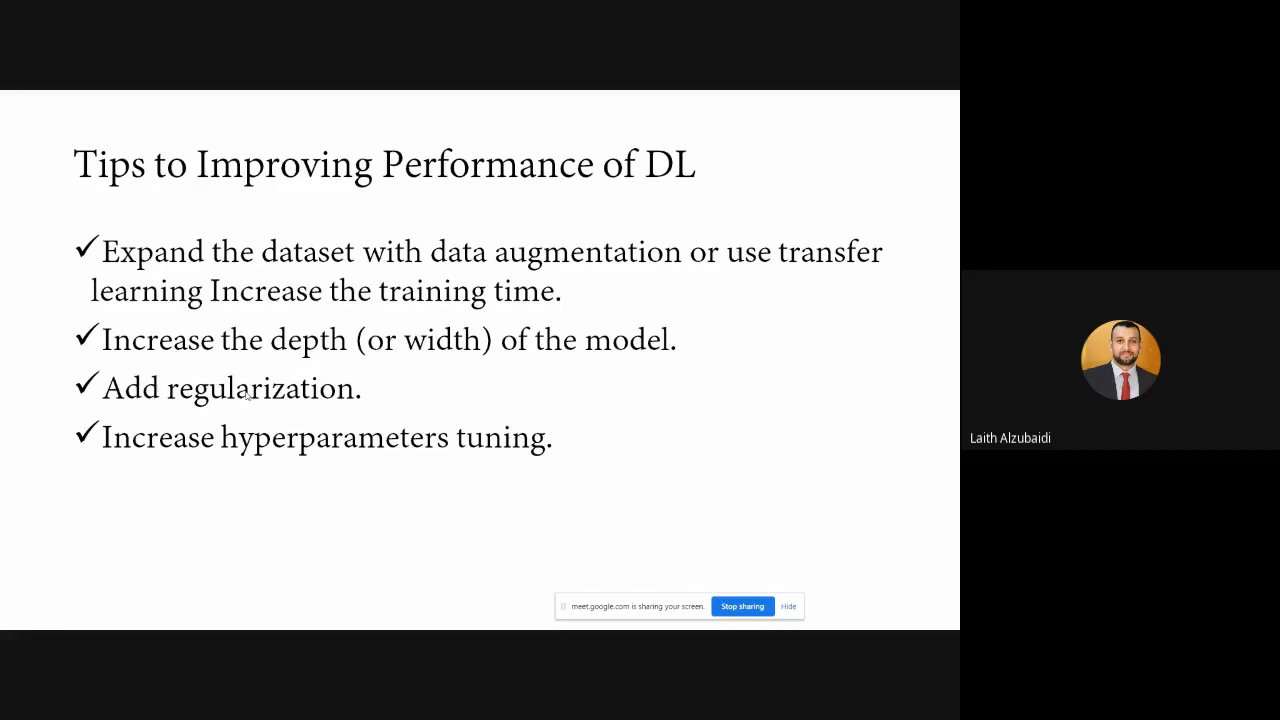 Tips to Improving Performance of DL
✓Expand the dataset with data augmentation or use transfer
learning Increase the training time.
✓Increase the depth (or width) of the model.
✓Add regularization.
✓Increase hyperparameters tuning.
meet.google.com is sharing your screen. Stop sharing Hide
Laith Alzubaidi